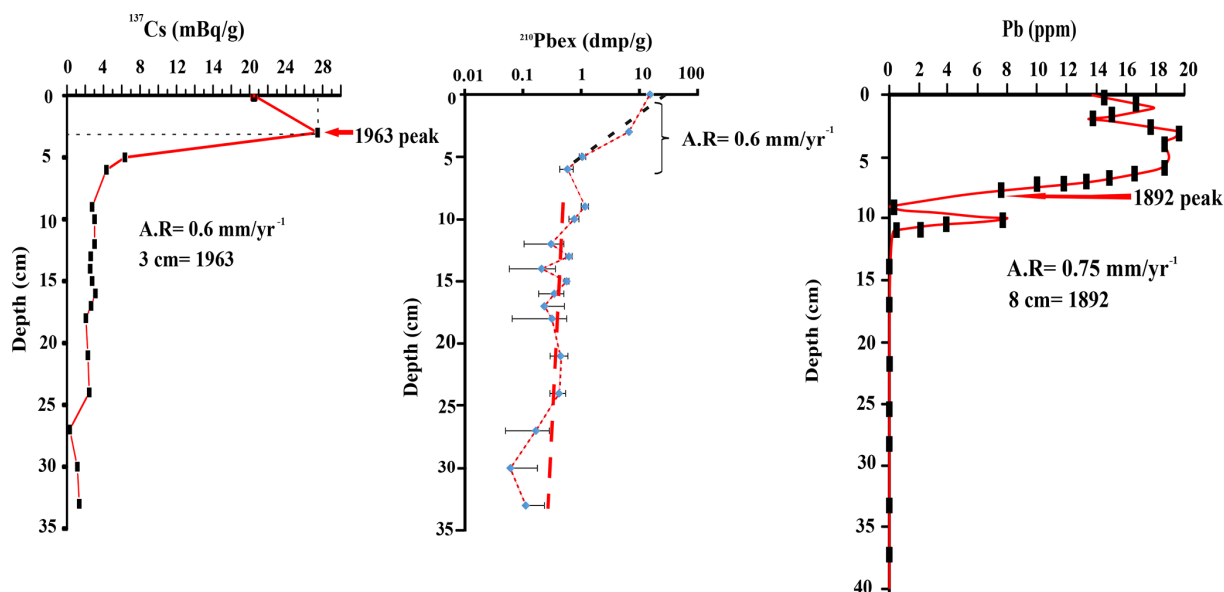 ¹³⁷Cs (mBq/g)
0 4 8 12 16 20 24 28
0
5
10
15
20
25
30
35
Depth (cm)
1963 peak
A.R= 0.6 mm/yr⁻¹
3 cm= 1963
²¹⁰Pbex (dmp/g)
0.01 0.1 1 10 100
0
5
10
15
20
25
30
35
Depth (cm)
A.R= 0.6 mm/yr⁻¹
Pb (ppm)
0 2 4 6 8 10 12 14 16 18 20
0
5
10
15
20
25
30
35
40
Depth (cm)
1892 peak
A.R= 0.75 mm/yr⁻¹
8 cm= 1892